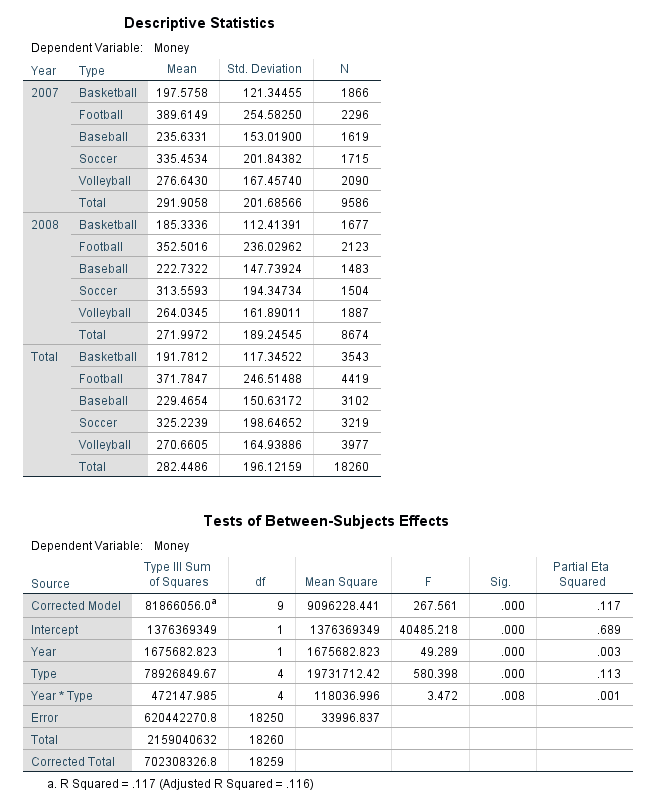 Descriptive Statistics
Dependent Variable: Money
Year Type Mean Std. Deviation N
2007 Basketball 197.5758 121.34455 1866
Football 389.6149 254.58250 2296
Baseball 235.6331 153.01900 1619
Soccer 335.4534 201.84382 1715
Volleyball 276.6430 167.45740 2090
Total 291.9058 201.68566 9586
2008 Basketball 185.3336 112.41391 1677
Football 352.5016 236.02962 2123
Baseball 222.7322 147.73924 1483
Soccer 313.5593 194.34734 1504
Volleyball 264.0345 161.89011 1887
Total 271.9972 189.24545 8674
Total Basketball 191.7812 117.34522 3543
Football 371.7847 246.51488 4419
Baseball 229.4654 150.63172 3102
Soccer 325.2239 198.64652 3219
Volleyball 270.6605 164.93886 3977
Total 282.4486 196.12159 18260
Tests of Between-Subjects Effects
Dependent Variable: Money
Source Type III Sum of Squares df Mean Square F Sig. Partial Eta Squared
Corrected Model 81866056.0a 9 9096228.441 267.561 .000 .117
Intercept 1376369349 1 1376369349 40485.218 .000 .689
Year 1675682.823 1 1675682.823 49.289 .000 .003
Type 78926849.67 4 19731712.42 580.398 .000 .113
Year * Type 472147.985 4 118036.996 3.472 .008 .001
Error 620442270.8 18250 33996.837
Total 2159040632 18260
Corrected Total 702308326.8 18259
a. R Squared = .117 (Adjusted R Squared = .116)